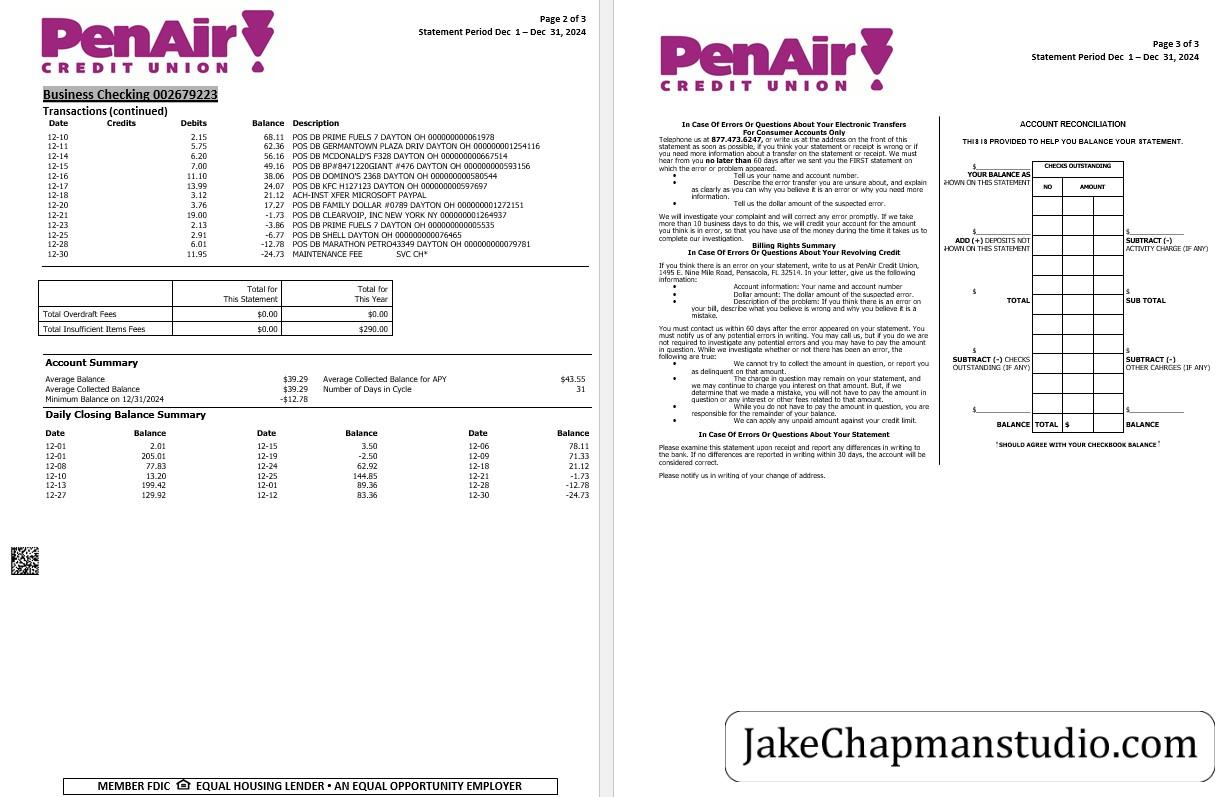 PenAir
CREDIT UNION
Page 2 of 3
Statement Period Dec 1 – Dec 31, 2024
Business Checking 002679223
Transactions (continued)
Date Credits Debits Balance Description
12-10 2.15 68.11 POS DB PRIME FUELS 7 DAYTON OH 000000000061978
12-11 5.75 62.36 POS DB GERMANTOWN PLAZA DRIV DAYTON OH 000000001254116
12-14 6.20 56.16 POS DB MCDONALD'S F328 DAYTON OH 000000000667514
12-15 7.00 49.16 POS DB BP#8471220GIANT #476 DAYTON OH 000000000593156
12-16 11.10 38.06 POS DB DOMINO'S 2368 DAYTON OH 000000000580544
12-17 13.99 24.07 POS DB KFC H127123 DAYTON OH 000000000597697
12-18 3.12 21.12 ACH-INST XFER MICROSOFT PAYPAL
12-20 3.76 17.27 POS DB FAMILY DOLLAR #0789 DAYTON OH 000000001272151
12-21 19.00 -1.73 POS DB CLEARVOIP, INC NEW YORK NY 0000000001264937
12-23 2.13 -3.86 POS DB PRIME FUELS 7 DAYTON OH 000000000005535
12-25 2.91 -6.77 POS DB SHELL DAYTON OH 0000000000076465
12-28 6.01 -12.78 POS DB MARATHON PETRO43349 DAYTON OH 0000000000079781
12-30 11.95 -24.73 MAINTENANCE FEE SVC CH*
Total for This Statement Total for This Year
Total Overdraft Fees $0.00 $0.00
Total Insufficient Items Fees $0.00 $290.00
Account Summary
Average Balance $39.29 Average Collected Balance for APY $43.55
Average Collected Balance $39.29 Number of Days in Cycle 31
Minimum Balance on 12/31/2024 -$12.78
Daily Closing Balance Summary
Date Balance Date Balance Date Balance
12-01 2.01 12-15 3.50 12-06 78.11
12-01 205.01 12-19 -2.50 12-09 71.33
12-08 77.83 12-24 62.92 12-18 21.12
12-10 13.20 12-25 144.85 12-21 -1.73
12-13 199.42 12-01 89.36 12-28 -12.78
12-27 129.92 12-12 83.36 12-30 -24.73
MEMBER FDIC EQUAL HOUSING LENDER • AN EQUAL OPPORTUNITY EMPLOYER
PenAir
CREDIT UNION
Page 3 of 3
Statement Period Dec 1 – Dec 31, 2024
In Case Of Errors Or Questions About Your Electronic Transfers
For Consumer Accounts Only
Telephone us at 877.473.6247, or write us at the address on the front of this
statement as soon as possible, if you think your statement or receipt is wrong or if
you need more information about a transfer on the statement or receipt. We must
hear from you no later than 60 days after we sent you the FIRST statement on
which the error or problem appeared.
• Tell us your name and account number.
• Describe the error transfer you are unsure about, and explain
as clearly as you can why you believe it is an error or why you need more
information.
• Tell us the dollar amount of the suspected error.
We will investigate your complaint and will correct any error promptly. If we take
more than 10 business days to do this, we will credit your account for the amount
you think is in error, so that you have use of the money during the time it takes us to
complete our investigation.
Billing Rights Summary
In Case Of Errors Or Questions About Your Revolving Credit
If you think there is an error on your statement, write to us at PenAir Credit Union,
1495 E. Nine Mile Road, Pensacola, FL 32514. In your letter, give us the following
information:
• Account information: Your name and account number
• Dollar amount: The dollar amount of the suspected error.
• Description of the problem: If you think there is an error on
your bill, describe what you believe is wrong and why you believe it is a
mistake.
You must contact us within 60 days after the error appeared on your statement. You
must notify us of any potential errors in writing. You may call us, but if you do we are
not required to investigate any potential errors and you may have to pay the amount
in question. While we investigate whether or not there has been an error, the
following are true:
• We cannot try to collect the amount in question, or report you
as delinquent on that amount.
• The charge in question may remain on your statement, and
we may continue to charge you interest on that amount. But, if we
determine that we made a mistake, you will not have to pay the amount in
question or any interest or other fees related to that amount.
• While you do not have to pay the amount in question, you are
responsible for the remainder of your balance.
• We can apply any unpaid amount against your credit limit.
In Case Of Errors Or Questions About Your Statement
Please examine this statement upon receipt and report any differences in writing to
the bank. If no differences are reported in writing within 30 days, the account will be
considered correct.
Please notify us in writing of your change of address.
ACCOUNT RECONCILIATION
THIS IS PROVIDED TO HELP YOU BALANCE YOUR STATEMENT.
$
YOUR BALANCE AS
HOWN ON THIS STATEMENT
$
ADD (+) DEPOSITS NOT
HOWN ON THIS STATEMENT
$
TOTAL
$
SUBTRACT (-) CHECKS
OUTSTANDING (IF ANY)
$
BALANCE
CHECKS OUTSTANDING
NO AMOUNT
TOTAL $
$
SUBTRACT (-)
ACTIVITY CHARGE (IF ANY)
$
SUB TOTAL
$
SUBTRACT (-)
OTHER CAHRGES (IF ANY)
$
BALANCE
*SHOULD AGREE WITH YOUR CHECKBOOK BALANCE*
JakeChapmanstudio.com